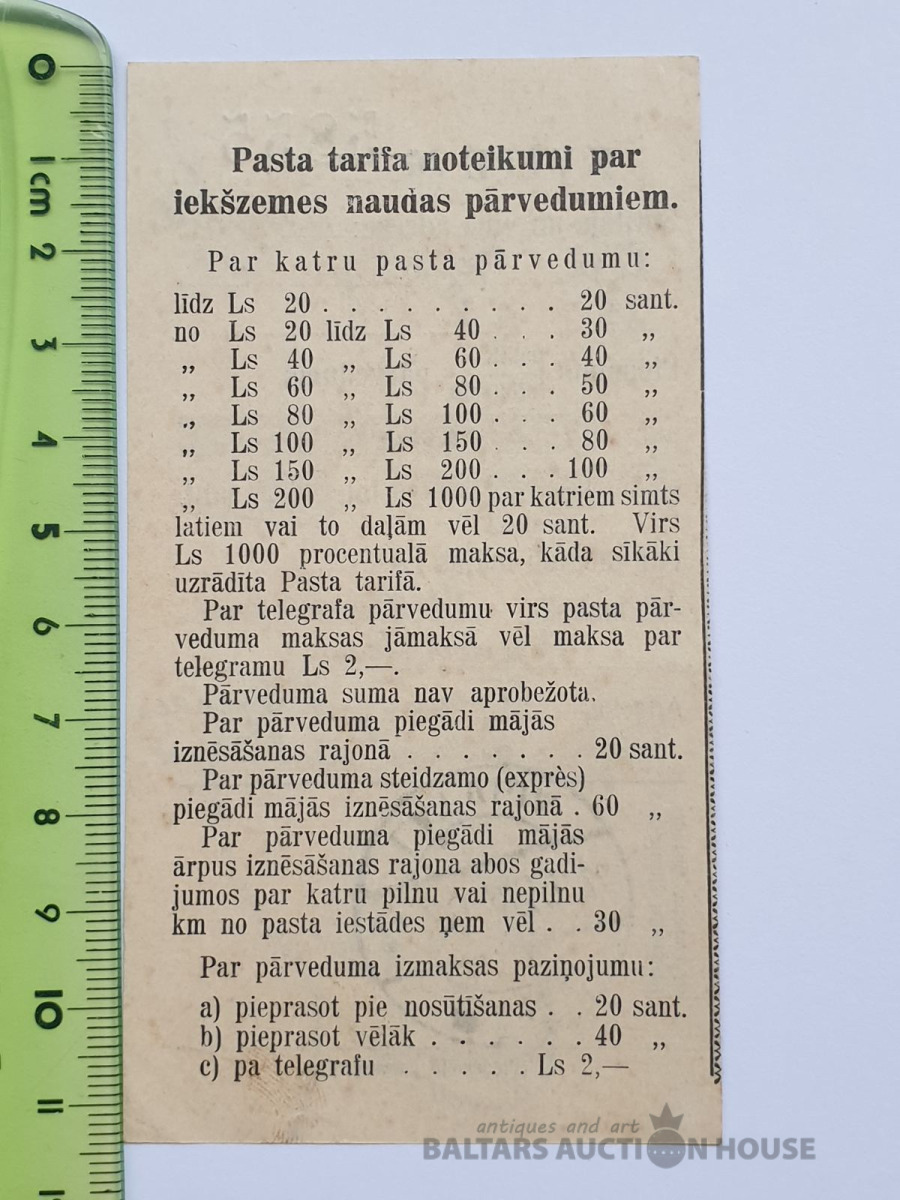 0
1cm
2
3
4
5
6
7
8
9
10
11
Pasta tarifa noteikumi par
iekšzemes naudas pārvedumiem.
Par katru pasta pārvedumu:
līdz Ls 20 . . . . . . . . . 20 sant.
no Ls 20 līdz Ls 40 . . . 30 „
„ Ls 40 „ Ls 60 . . . 40 „
„ Ls 60 „ Ls 80 . . . 50 „
„ Ls 80 „ Ls 100 . . . 60 „
„ Ls 100 „ Ls 150 . . . 80 „
„ Ls 150 „ Ls 200 . . . 100 „
„ Ls 200 „ Ls 1000 par katriem simts
latiem vai to daļām vēl 20 sant. Virs
Ls 1000 procentualā maksa, kāda sīkāki
uzrādīta Pasta tarifā.
Par telegrafa pārvedumu virs pasta pār-
veduma maksas jāmaksā vēl maksa par
telegramu Ls 2,—.
Pārveduma suma nav aprobežota.
Par pārveduma piegādi mājās
iznēsāšanas rajonā . . . . . . . 20 sant.
Par pārveduma steidzamo (exprès)
piegādi mājās iznēsāšanas rajonā . 60 „
Par pārveduma piegādi mājās
ārpus iznēsāšanas rajona abos gadi-
jumos par katru pilnu vai nepilnu
km no pasta iestādes ņem vēl . . 30 „
Par pārveduma izmaksas paziņojumu:
a) pieprasot pie nosūtīšanas . . 20 sant.
b) pieprasot vēlāk . . . . . . 40 „
c) pa telegrafu . . . . . Ls 2,—
antiques and art
BALTARS AUCTION HOUSE